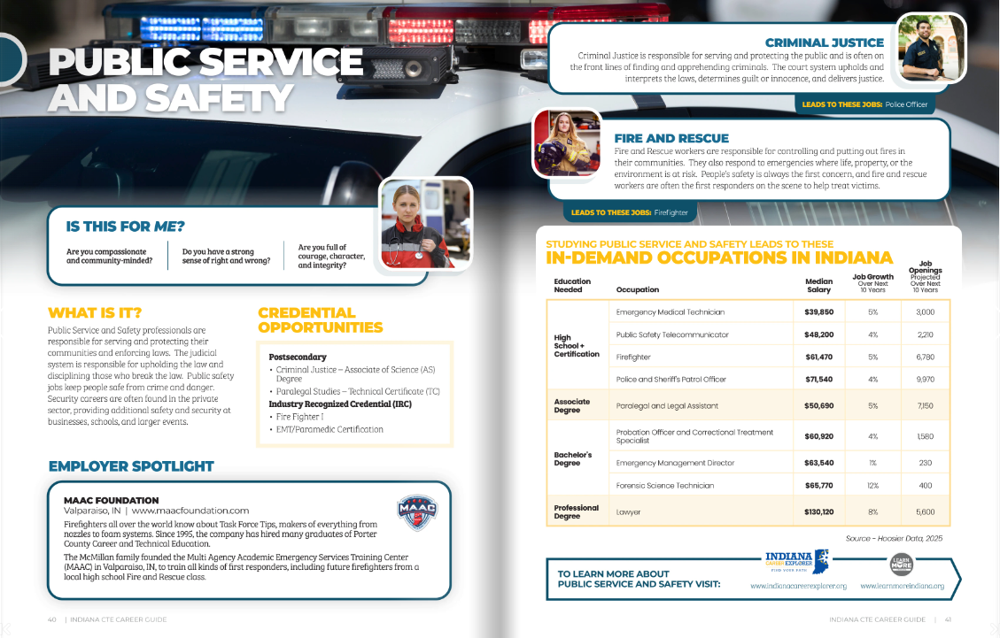 PUBLIC SERVICE
AND SAFETY
IS THIS FOR ME?
Are you compassionate
and community-minded?
Do you have a strong
sense of right and wrong?
Are you full of
courage, character,
and integrity?
WHAT IS IT?
Public Service and Safety professionals are
responsible for serving and protecting their
communities and enforcing laws. The judicial
system is responsible for upholding the law and
disciplining those who break the law. Public safety
jobs keep people safe from crime and danger.
Security careers are often found in the private
sector, providing additional safety and security at
businesses, schools, and larger events.
CREDENTIAL
OPPORTUNITIES
Postsecondary
• Criminal Justice – Associate of Science (AS)
Degree
• Paralegal Studies – Technical Certificate (TC)
Industry Recognized Credential (IRC)
• Fire Fighter I
• EMT/Paramedic Certification
EMPLOYER SPOTLIGHT
MAAC FOUNDATION
Valparaiso, IN | www.maacfoundation.com
MAAC
Firefighters all over the world know about Task Force Tips, makers of everything from
nozzles to foam systems. Since 1995, the company has hired many graduates of Porter
County Career and Technical Education.
The McMillan family founded the Multi Agency Academic Emergency Services Training Center
(MAAC) in Valparaiso, IN, to train all kinds of first responders, including future firefighters from a
local high school Fire and Rescue class.
40 | INDIANA CTE CAREER GUIDE
CRIMINAL JUSTICE
Criminal Justice is responsible for serving and protecting the public and is often on
the front lines of finding and apprehending criminals. The court system upholds and
interprets the laws, determines guilt or innocence, and delivers justice.
LEADS TO THESE JOBS: Police Officer
FIRE AND RESCUE
Fire and Rescue workers are responsible for controlling and putting out fires in
their communities. They also respond to emergencies where life, property, or the
environment is at risk. People's safety is always the first concern, and fire and rescue
workers are often the first responders on the scene to help treat victims.
LEADS TO THESE JOBS: Firefighter
STUDYING PUBLIC SERVICE AND SAFETY LEADS TO THESE
IN-DEMAND OCCUPATIONS IN INDIANA
Education
Needed
Occupation
Median
Salary
Job Growth
Over Next
10 Years
Job
Openings
Projected
Over Next
10 Years
High
School +
Certification
Emergency Medical Technician $39,850 5% 3,000
Public Safety Telecommunicator $48,200 4% 2,210
Firefighter $61,470 5% 6,780
Police and Sheriff's Patrol Officer $71,540 4% 9,970
Associate
Degree
Paralegal and Legal Assistant $50,690 5% 7,150
Bachelor's
Degree
Probation Officer and Correctional Treatment
Specialist $60,920 4% 1,580
Emergency Management Director $63,540 1% 230
Forensic Science Technician $65,770 12% 400
Professional
Degree
Lawyer $130,120 8% 5,600
Source - Hoosier Data, 2025
TO LEARN MORE ABOUT
PUBLIC SERVICE AND SAFETY VISIT:
INDIANA
CAREER EXPLORER
FIND YOUR PATH
www.indianacareerexplorer.org
LEARN
MORE
www.learnmoreindiana.org
INDIANA CTE CAREER GUIDE | 41